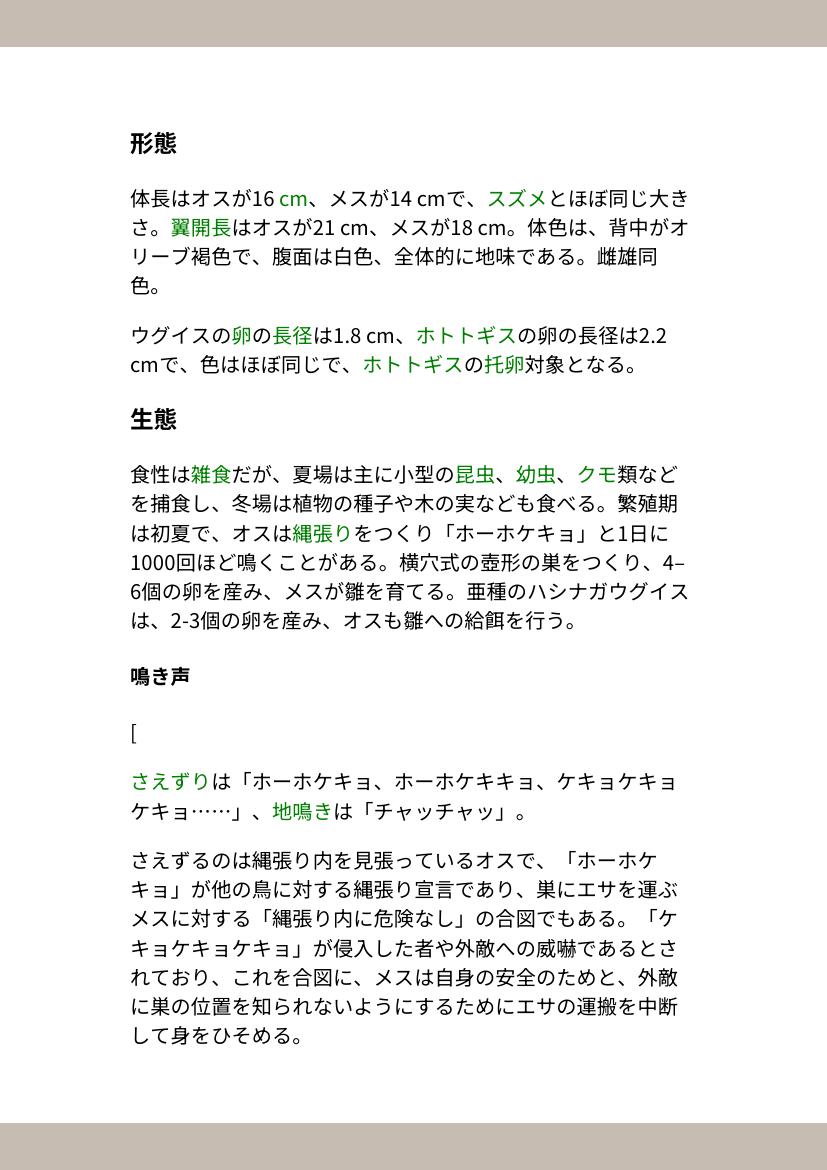 形態
体長はオスが16 cm、メスが14 cmで、スズメとほぼ同じ大き
さ。翼開長はオスが21 cm、メスが18 cm。体色は、背中がオ
リーブ褐色で、腹面は白色、全体的に地味である。雌雄同
色。
ウグイスの卵の長径は1.8 cm、ホトトギスの卵の長径は2.2
cmで、色はほぼ同じで、ホトトギスの托卵対象となる。
生態
食性は雑食だが、夏場は主に小型の昆虫、幼虫、クモ類など
を捕食し、冬場は植物の種子や木の実なども食べる。繁殖期
は初夏で、オスは縄張りをつくり「ホーホケキョ」と1日に
1000回ほど鳴くことがある。横穴式の壺形の巣をつくり、4–
6個の卵を産み、メスが雛を育てる。亜種のハシナガウグイス
は、2-3個の卵を産み、オスも雛への給餌を行う。
鳴き声
[
さえずりは「ホーホケキョ、ホーホケキキョ、ケキョケキョ
ケキョ……」、地鳴きは「チャッチャッ」。
さえずるのは縄張り内を見張っているオスで、「ホーホケ
キョ」が他の鳥に対する縄張り宣言であり、巣にエサを運ぶ
メスに対する「縄張り内に危険なし」の合図でもある。「ケ
キョケキョケキョ」が侵入した者や外敵への威嚇であるとさ
れており、これを合図に、メスは自身の安全のためと、外敵
に巣の位置を知られないようにするためにエサの運搬を中断
して身をひそめる。